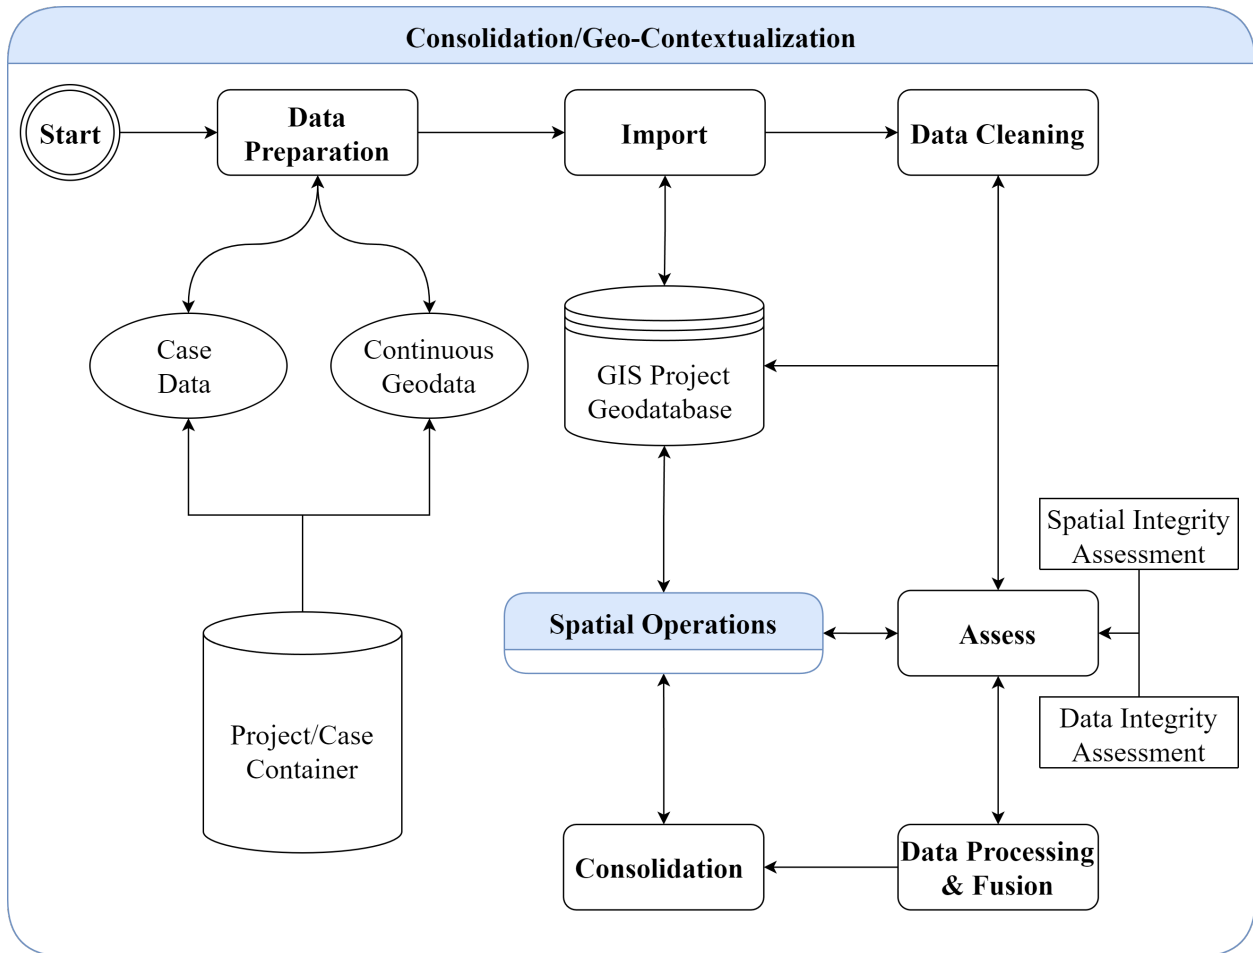 Consolidation/Geo-Contextualization
Start
Data
Preparation
Import
Data Cleaning
Case
Data
Continuous
Geodata
GIS Project
Geodatabase
Spatial Integrity
Assessment
Spatial Operations
Assess
Data Integrity
Assessment
Project/Case
Container
Consolidation
Data Processing
& Fusion